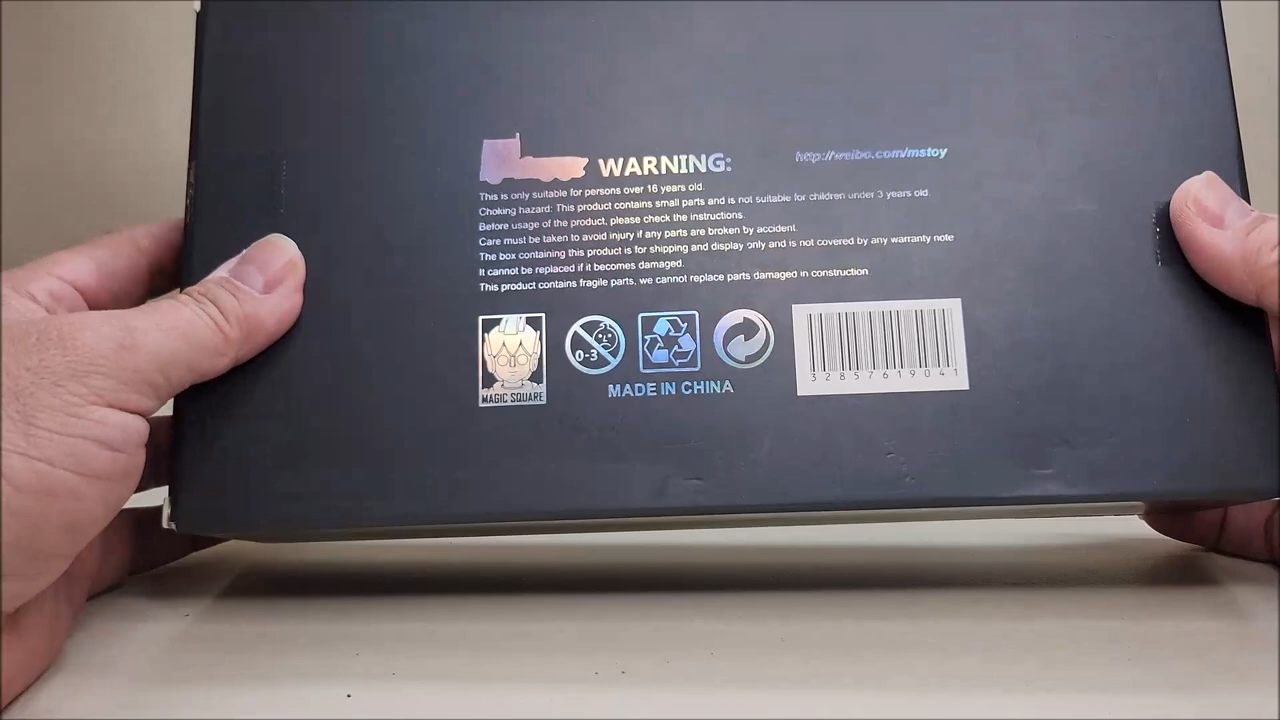 WARNING:
http://weibo.com/mstoy
This is only suitable for persons over 16 years old.
Choking hazard: This product contains small parts and is not suitable for children under 3 years old.
Before usage of the product, please check the instructions.
Care must be taken to avoid injury if any parts are broken by accident.
The box containing this product is for shipping and display only and is not covered by any warranty note
It cannot be replaced if it becomes damaged.
This product contains fragile parts, we cannot replace parts damaged in construction
0-3
MAGIC SQUARE
MADE IN CHINA
32857619041